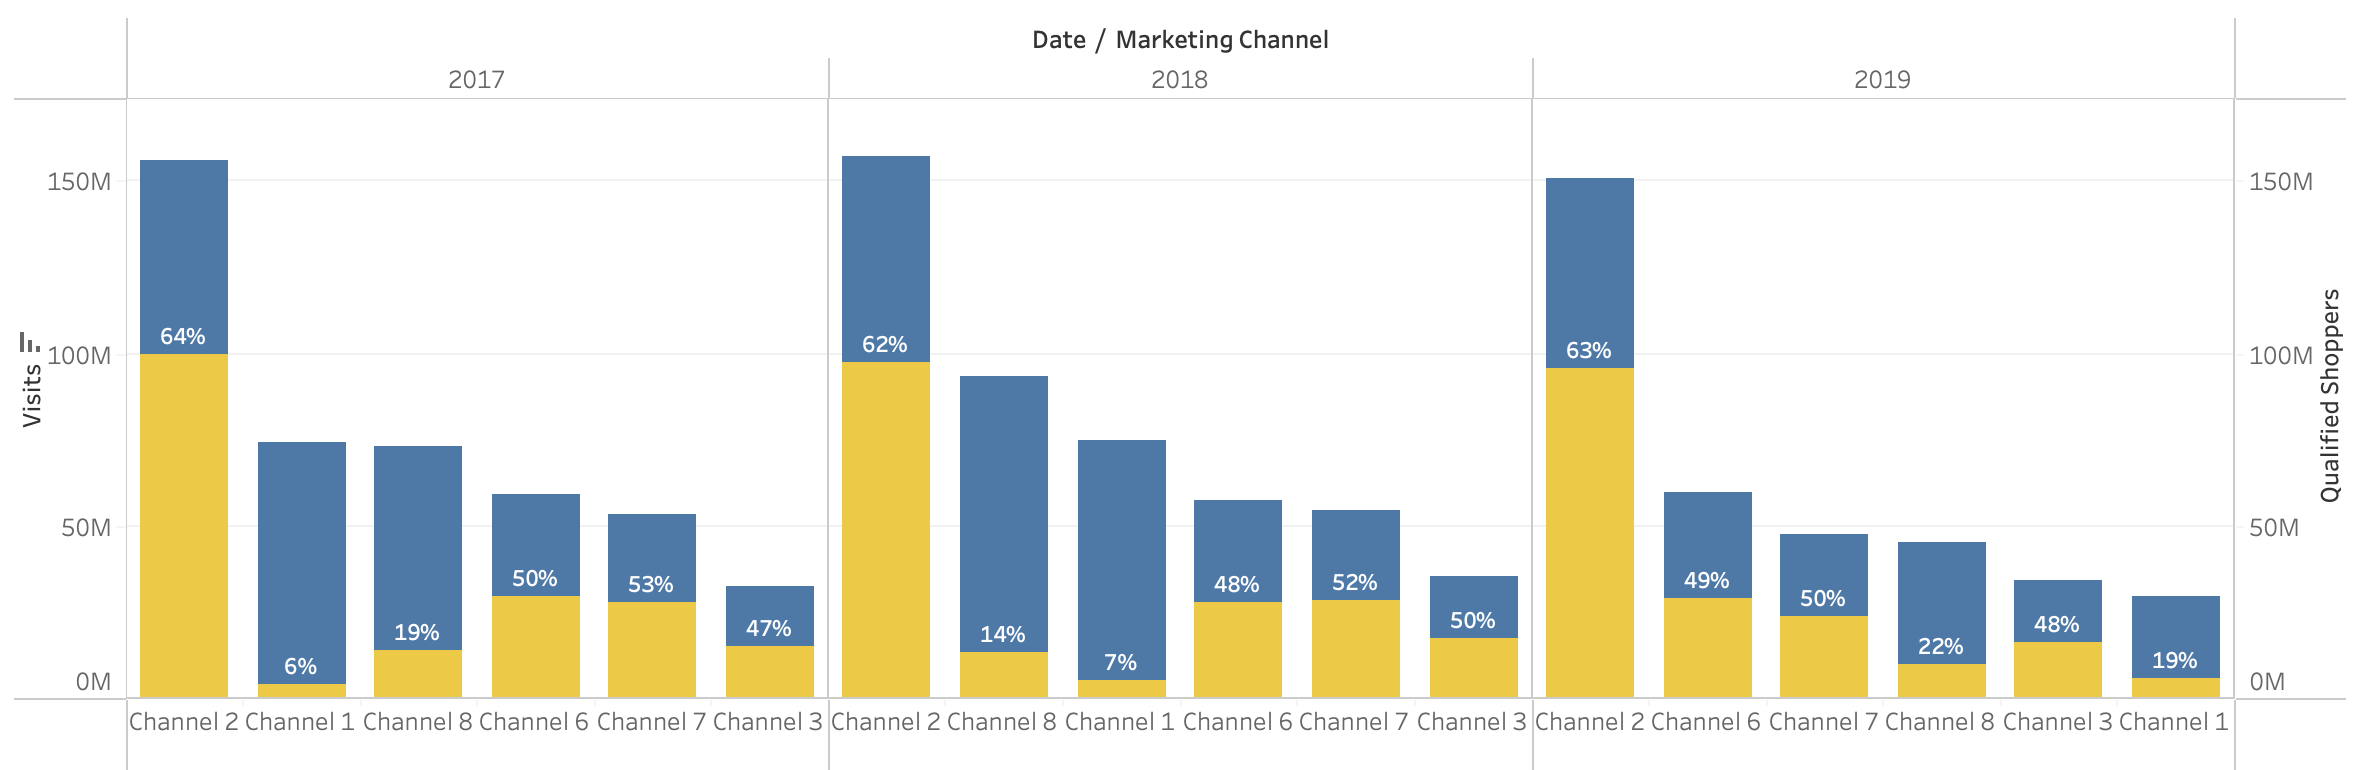 Date / Marketing Channel
2017 2018 2019
150M 150M
64% 62% 63%
100M 100M
Visits
Qualified Shoppers
50M 50M
6% 19% 50% 53% 47%
14% 7% 48% 52% 50%
49% 50% 22% 48% 19%
0M 0M
Channel 2 Channel 1 Channel 8 Channel 6 Channel 7 Channel 3 Channel 2 Channel 8 Channel 1 Channel 6 Channel 7 Channel 3 Channel 2 Channel 6 Channel 7 Channel 8 Channel 3 Channel 1